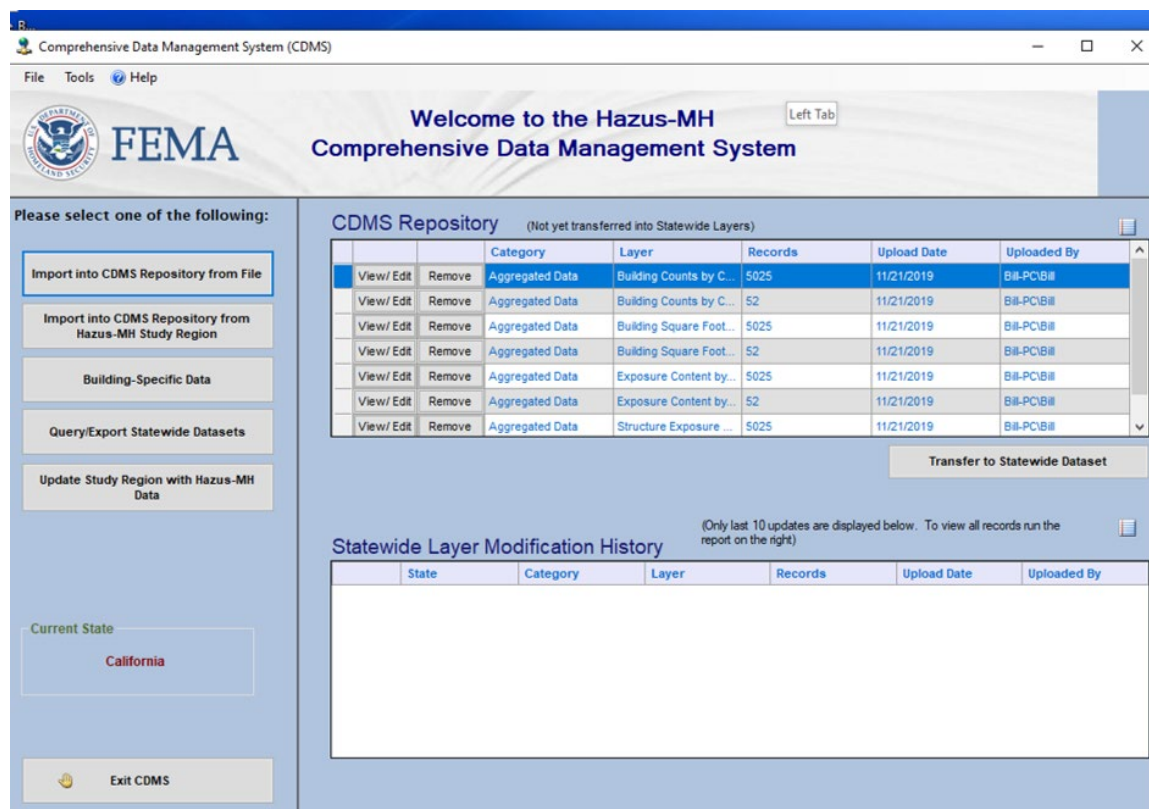 B...
Comprehensive Data Management System (CDMS)
File Tools Help
FEMA
Welcome to the Hazus-MH
Comprehensive Data Management System
Left Tab
Please select one of the following:
Import into CDMS Repository from File
Import into CDMS Repository from
Hazus-MH Study Region
Building-Specific Data
Query/Export Statewide Datasets
Update Study Region with Hazus-MH
Data
Current State
California
Exit CDMS
CDMS Repository (Not yet transferred into Statewide Layers)
Category Layer Records Upload Date Uploaded By
View/ Edit Remove Aggregated Data Building Counts by C... 5025 11/21/2019 Bill-PC\Bill
View/ Edit Remove Aggregated Data Building Counts by C... 52 11/21/2019 Bill-PC\Bill
View/ Edit Remove Aggregated Data Building Square Foot... 5025 11/21/2019 Bill-PC\Bill
View/ Edit Remove Aggregated Data Building Square Foot... 52 11/21/2019 Bill-PC\Bill
View/ Edit Remove Aggregated Data Exposure Content by... 5025 11/21/2019 Bill-PC\Bill
View/ Edit Remove Aggregated Data Exposure Content by... 52 11/21/2019 Bill-PC\Bill
View/ Edit Remove Aggregated Data Structure Exposure ... 5025 11/21/2019 Bill-PC\Bill
Transfer to Statewide Dataset
Statewide Layer Modification History
(Only last 10 updates are displayed below. To view all records run the
report on the right)
State Category Layer Records Upload Date Uploaded By